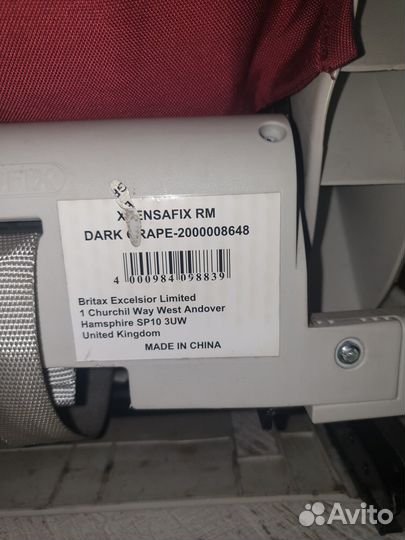 XTENSAFIX RM
DARK GRAPE-2000008648
4 000984 098839
Britax Excelsior Limited
1 Churchil Way West Andover
Hamsphire SP10 3UW
United Kingdom
MADE IN CHINA
Avito